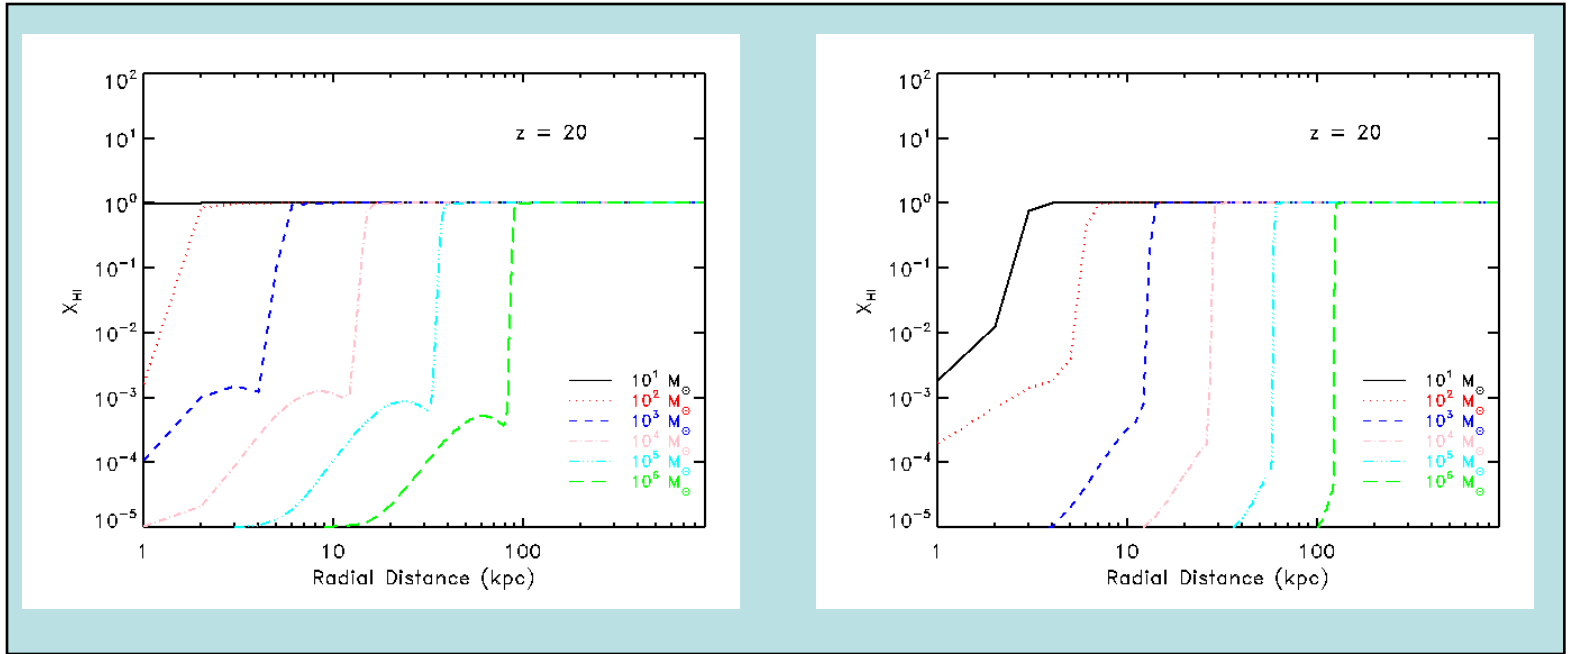 10²
10¹
10⁰
10⁻¹
10⁻²
10⁻³
10⁻⁴
10⁻⁵
X_HI
z = 20
10¹ M⊙
10² M⊙
10³ M⊙
10⁴ M⊙
10⁵ M⊙
10⁶ M⊙
1
10
100
Radial Distance (kpc)
10²
10¹
10⁰
10⁻¹
10⁻²
10⁻³
10⁻⁴
10⁻⁵
X_HI
z = 20
10¹ M⊙
10² M⊙
10³ M⊙
10⁴ M⊙
10⁵ M⊙
10⁶ M⊙
1
10
100
Radial Distance (kpc)